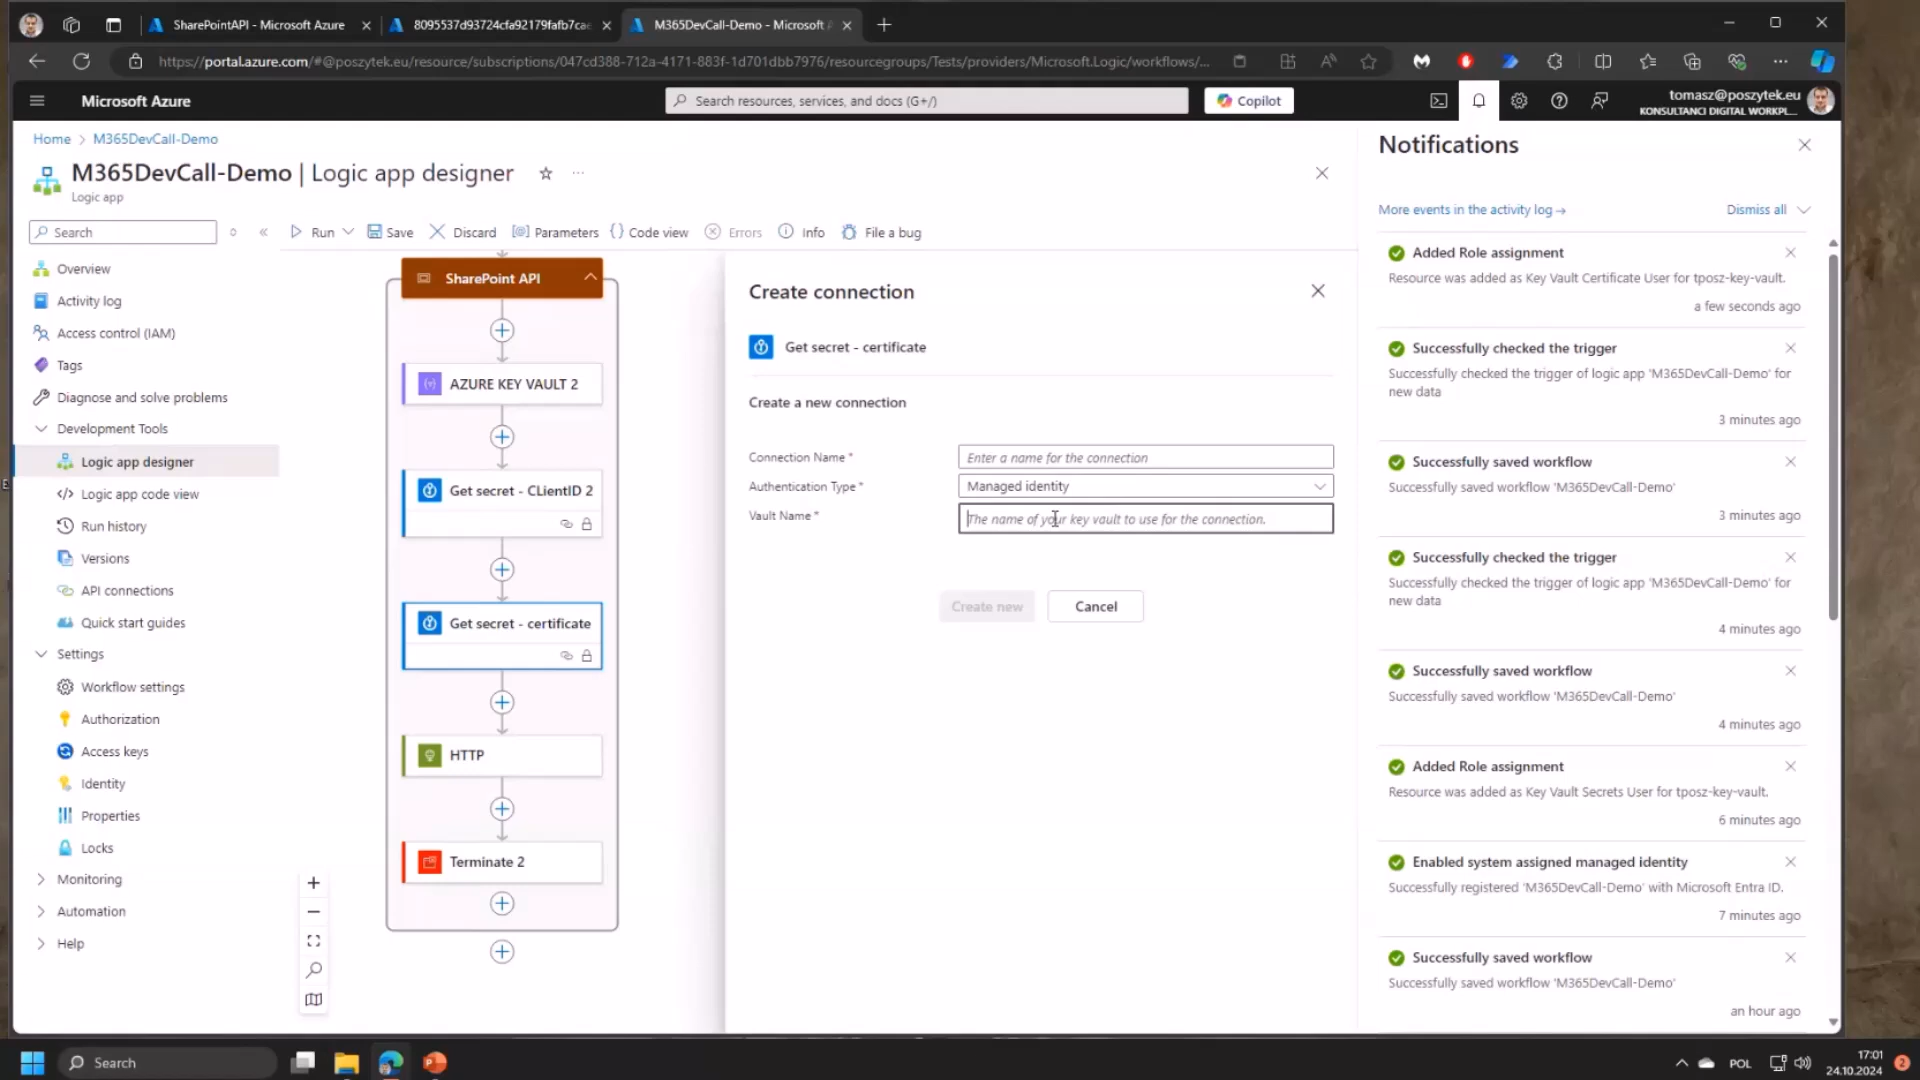 SharePointAPI - Microsoft Azure
8095537d93724cfa92179fafb7cae
M365DevCall-Demo - Microsoft A
https://portal.azure.com/#@poszytek.eu/resource/subscriptions/047cd388-712a-4171-883f-1d701dbb7976/resourcegroups/Tests/providers/Microsoft.Logic/workflows/...
Microsoft Azure
Search resources, services, and docs (G+/)
Copilot
tomasz@poszytek.eu
KONSULTANCI DIGITAL WORKPL...
Home > M365DevCall-Demo
M365DevCall-Demo | Logic app designer
Logic app
Search
Run
Save
Discard
Parameters
Code view
Errors
Info
File a bug
Overview
Activity log
Access control (IAM)
Tags
Diagnose and solve problems
Development Tools
Logic app designer
Logic app code view
Run history
Versions
API connections
Quick start guides
Settings
Workflow settings
Authorization
Access keys
Identity
Properties
Locks
Monitoring
Automation
Help
SharePoint API
AZURE KEY VAULT 2
Get secret - CLientID 2
Get secret - certificate
HTTP
Terminate 2
Create connection
Get secret - certificate
Create a new connection
Connection Name *
Enter a name for the connection
Authentication Type *
Managed identity
Vault Name *
The name of your key vault to use for the connection.
Create new
Cancel
Notifications
More events in the activity log →
Dismiss all
Added Role assignment
Resource was added as Key Vault Certificate User for tposz-key-vault.
a few seconds ago
Successfully checked the trigger
Successfully checked the trigger of logic app 'M365DevCall-Demo' for
new data
3 minutes ago
Successfully saved workflow
Successfully saved workflow 'M365DevCall-Demo'
3 minutes ago
Successfully checked the trigger
Successfully checked the trigger of logic app 'M365DevCall-Demo' for
new data
4 minutes ago
Successfully saved workflow
Successfully saved workflow 'M365DevCall-Demo'
4 minutes ago
Added Role assignment
Resource was added as Key Vault Secrets User for tposz-key-vault.
6 minutes ago
Enabled system assigned managed identity
Successfully registered 'M365DevCall-Demo' with Microsoft Entra ID.
7 minutes ago
Successfully saved workflow
Successfully saved workflow 'M365DevCall-Demo'
an hour ago
Search
POL
17:01
24.10.2024
2